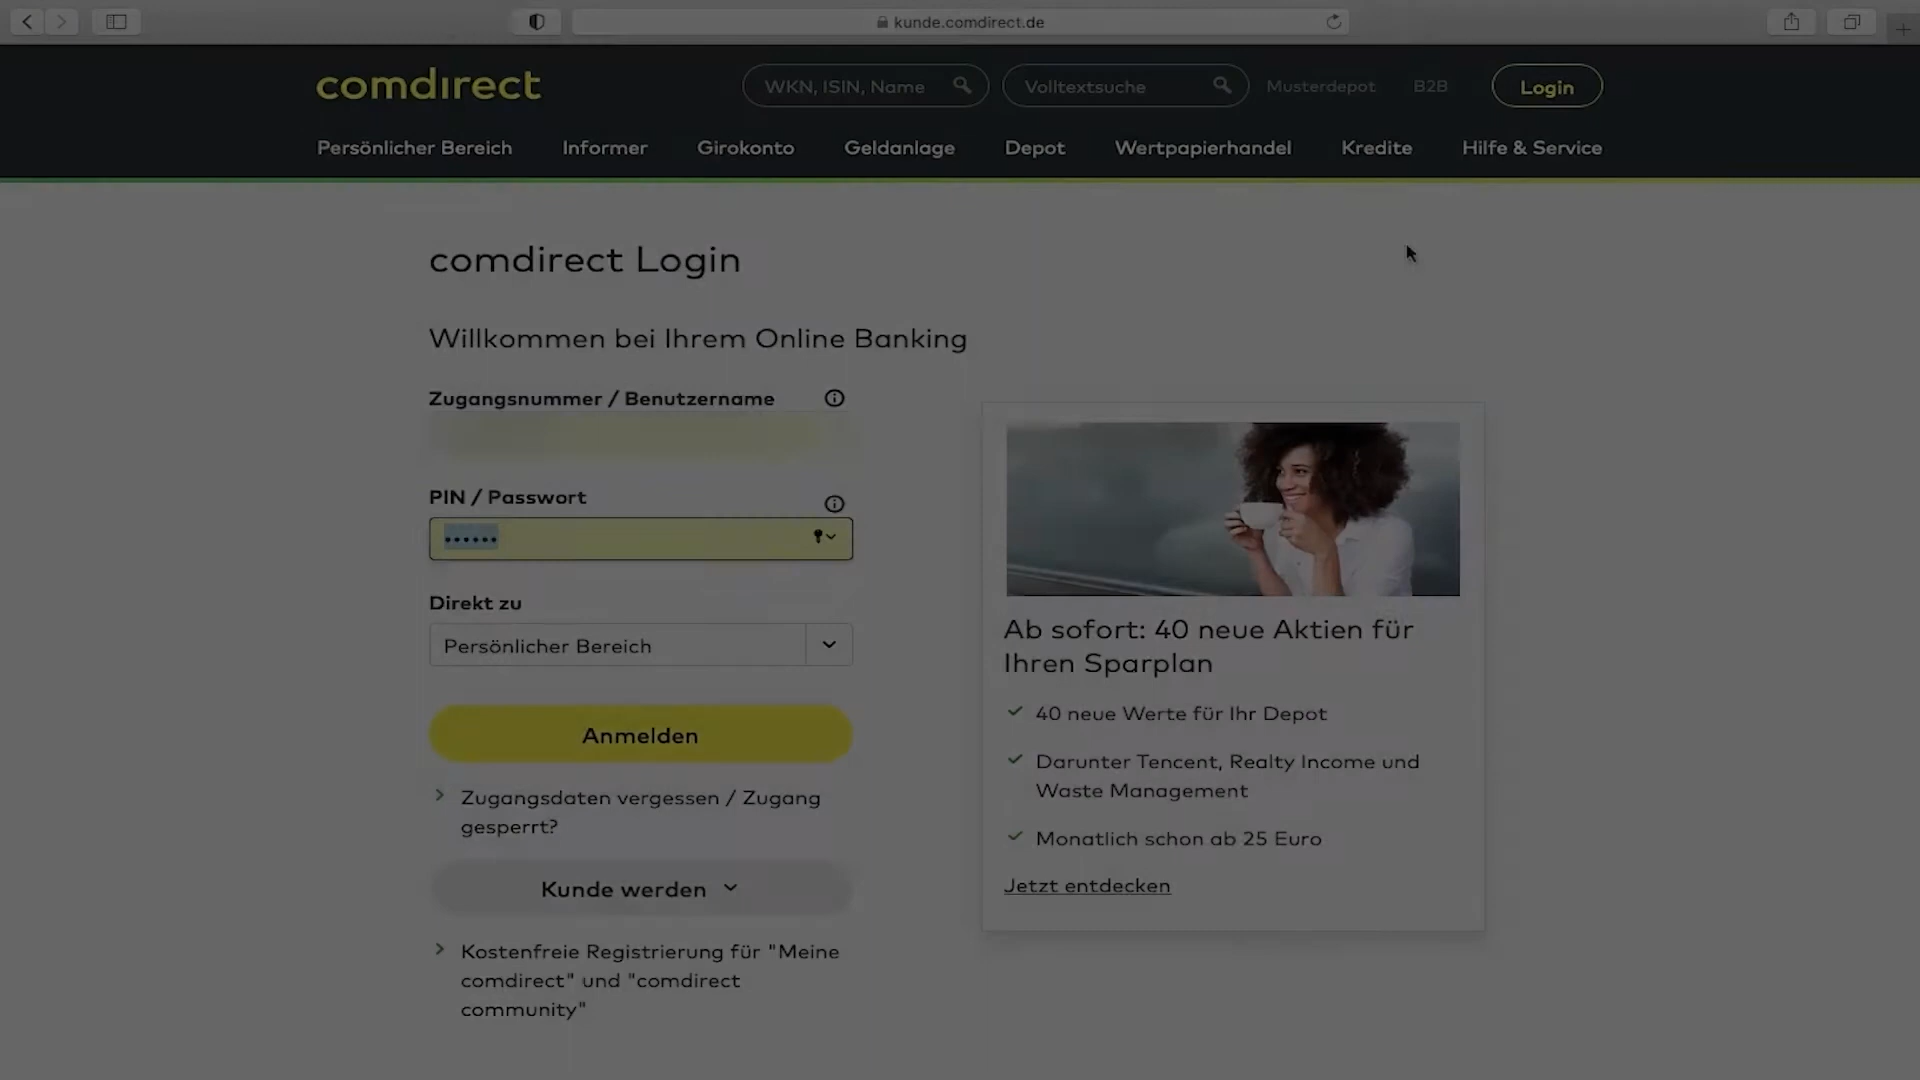 kunde.comdirect.de
comdirect
WKN, ISIN, Name
Volltextsuche
Musterdepot
B2B
Login
Persönlicher Bereich
Informer
Girokonto
Geldanlage
Depot
Wertpapierhandel
Kredite
Hilfe & Service
comdirect Login
Willkommen bei Ihrem Online Banking
Zugangsnummer / Benutzername
PIN / Passwort
Direkt zu
Persönlicher Bereich
Anmelden
Zugangsdaten vergessen / Zugang
gesperrt?
Kunde werden
Kostenfreie Registrierung für "Meine
comdirect" und "comdirect
community"
Ab sofort: 40 neue Aktien für
Ihren Sparplan
40 neue Werte für Ihr Depot
Darunter Tencent, Realty Income und
Waste Management
Monatlich schon ab 25 Euro
Jetzt entdecken